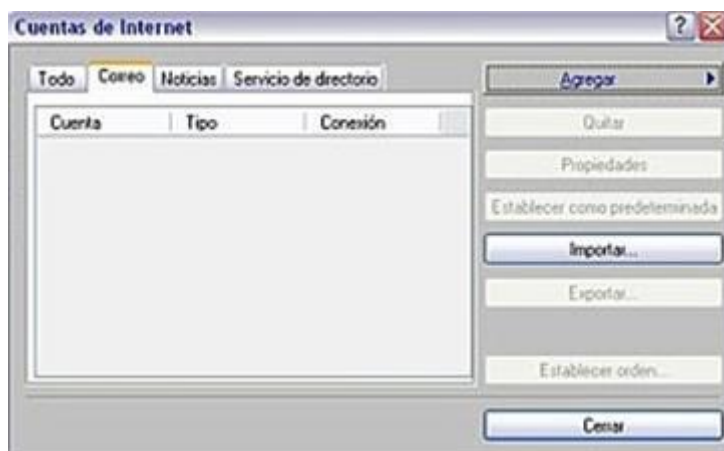 Cuentas de Internet
Todo Correo Noticias Servicio de directorio
Cuenta Tipo Conexión
Agregar
Quitar
Propiedades
Establecer como predeterminada
Importar...
Exportar...
Establecer orden...
Cerrar